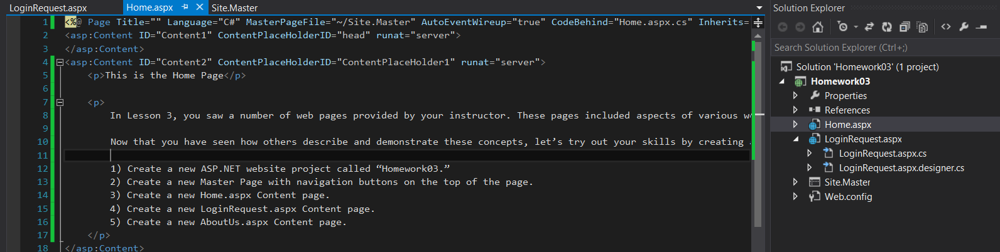 LoginRequest.aspx
Home.aspx
Site.Master
1 <%@ Page Title="" Language="C#" MasterPageFile="~/Site.Master" AutoEventWireup="true" CodeBehind="Home.aspx.cs" Inherits=
2 <asp:Content ID="Content1" ContentPlaceHolderID="head" runat="server">
3 </asp:Content>
4 <asp:Content ID="Content2" ContentPlaceHolderID="ContentPlaceHolder1" runat="server">
5 <p>This is the Home Page</p>
6
7 <p>
8 In Lesson 3, you saw a number of web pages provided by your instructor. These pages included aspects of various w
9
10 Now that you have seen how others describe and demonstrate these concepts, let’s try out your skills by creating
11
12 1) Create a new ASP.NET website project called “Homework03.”
13 2) Create a new Master Page with navigation buttons on the top of the page.
14 3) Create a new Home.aspx Content page.
15 4) Create a new LoginRequest.aspx Content page.
16 5) Create a new AboutUs.aspx Content page.
17 </p>
18 </asp:Content>
Solution Explorer
Search Solution Explorer (Ctrl+;)
Solution 'Homework03' (1 project)
Homework03
Properties
References
Home.aspx
LoginRequest.aspx
LoginRequest.aspx.cs
LoginRequest.aspx.designer.cs
Site.Master
Web.config